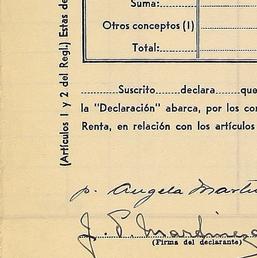 Suma:
Otros conceptos (I)
Total:
(Artículos 1 y 2 del Regl.) Estas de
Suscrito declara que
la "Declaración" abarca, por los con
Renta, en relación con los artículos
p. Angela Martin
J. P. Martinez
(Firma del declarante)